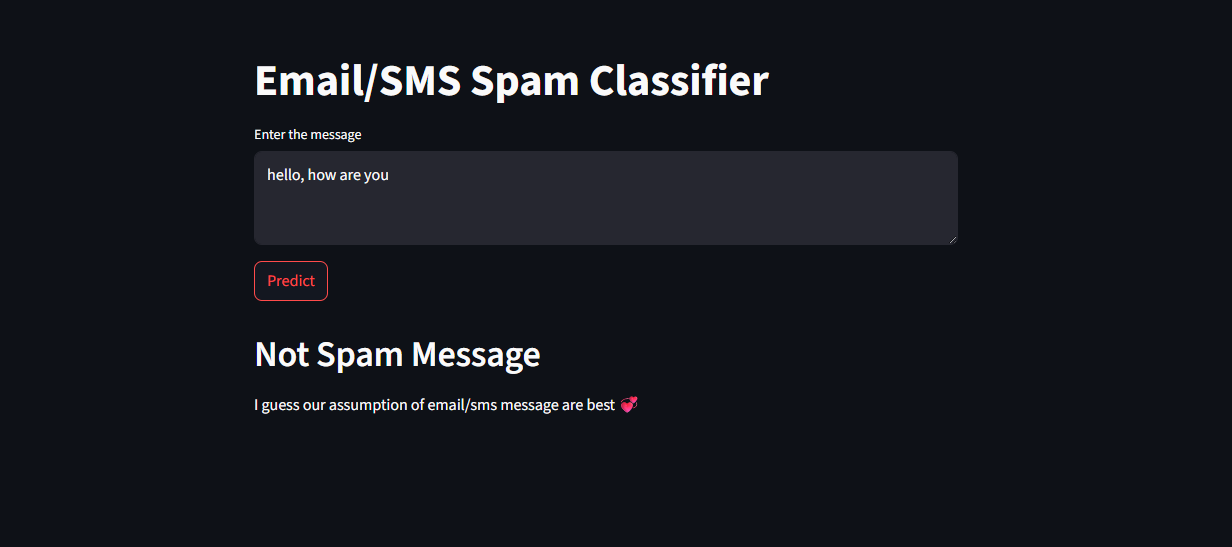 Email/SMS Spam Classifier
Enter the message
hello, how are you
Predict
Not Spam Message
I guess our assumption of email/sms message are best 💞